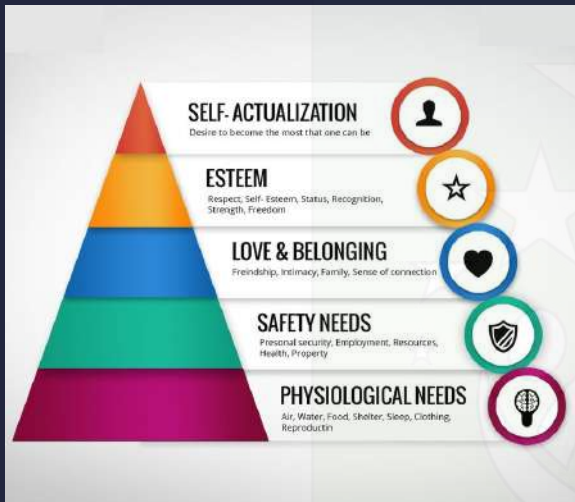 SELF- ACTUALIZATION
Desire to become the most that one can be
ESTEEM
Respect, Self- Esteem, Status, Recognition,
Strength, Freedom
LOVE & BELONGING
Freindship, Intimacy, Family, Sense of connection
SAFETY NEEDS
Presonal security, Employment, Resources,
Health, Property
PHYSIOLOGICAL NEEDS
Air, Water, Food, Shelter, Sleep, Clothing,
Reproductin